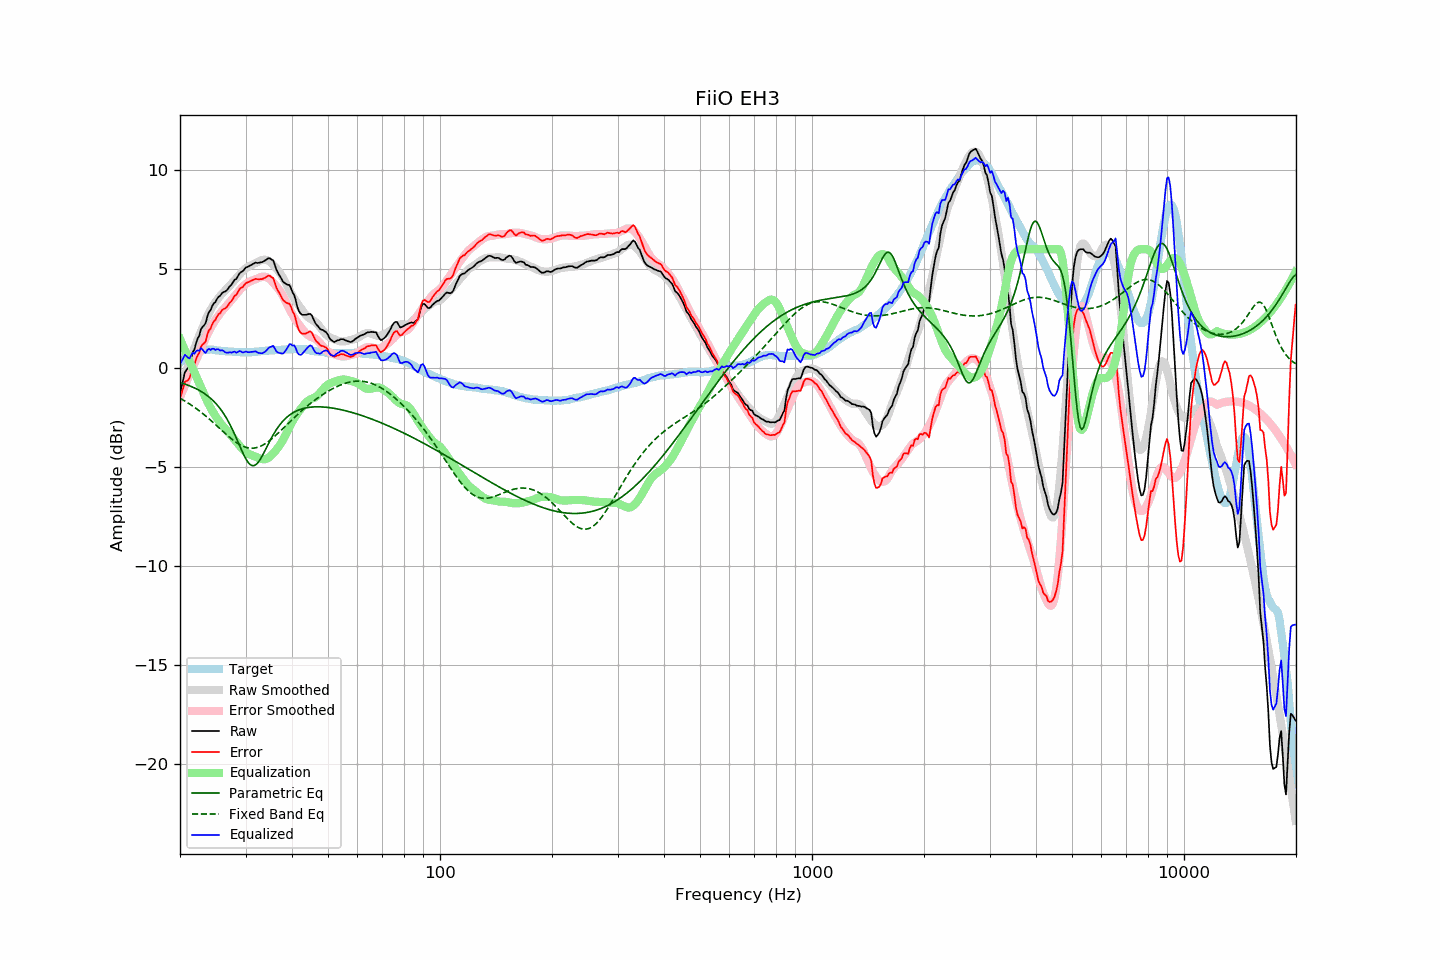 FiiO EH3
10
5
0
−5
−10
−15
−20
Amplitude (dBr)
Target
Raw Smoothed
Error Smoothed
Raw
Error
Equalization
Parametric Eq
Fixed Band Eq
Equalized
100
1000
10000
Frequency (Hz)